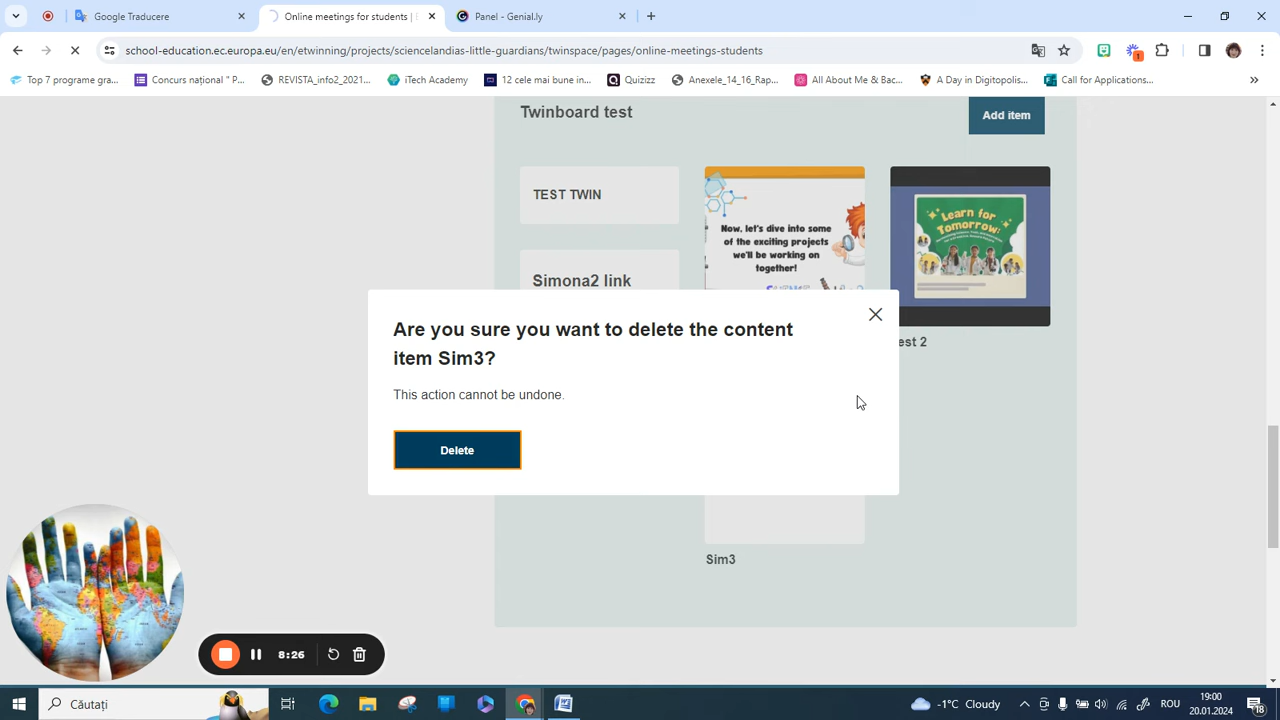 Google Traducere
Online meetings for students |
Panel - Genial.ly
school-education.ec.europa.eu/en/etwinning/projects/sciencelandias-little-guardians/twinspace/pages/online-meetings-students
1
Top 7 programe gra...
Concurs național " P...
REVISTA_info2_2021...
iTech Academy
12 cele mai bune in...
Quizizz
Anexele_14_16_Rap...
All About Me & Bac...
A Day in Digitopolis...
Call for Applications...
»
Twinboard test
Add item
TEST TWIN
Simona2 link
Now, let's dive into some
of the exciting projects
we'll be working on
together!
Learn for
Tomorrow:
est 2
Are you sure you want to delete the content
item Sim3?
This action cannot be undone.
Delete
Sim3
8:26
Căutați
-1°C Cloudy
ROU
19:00
20.01.2024
18